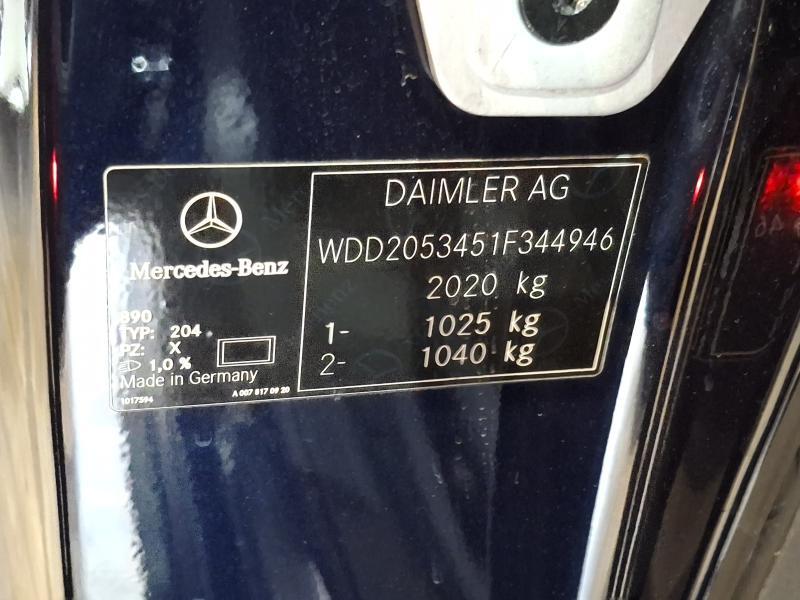 Mercedes-Benz
890
TYP: 204
PZ: X
1,0 %
Made in Germany
1017594
A 007 817 09 20
DAIMLER AG
WDD2053451F344946
2020 kg
1- 1025 kg
2- 1040 kg